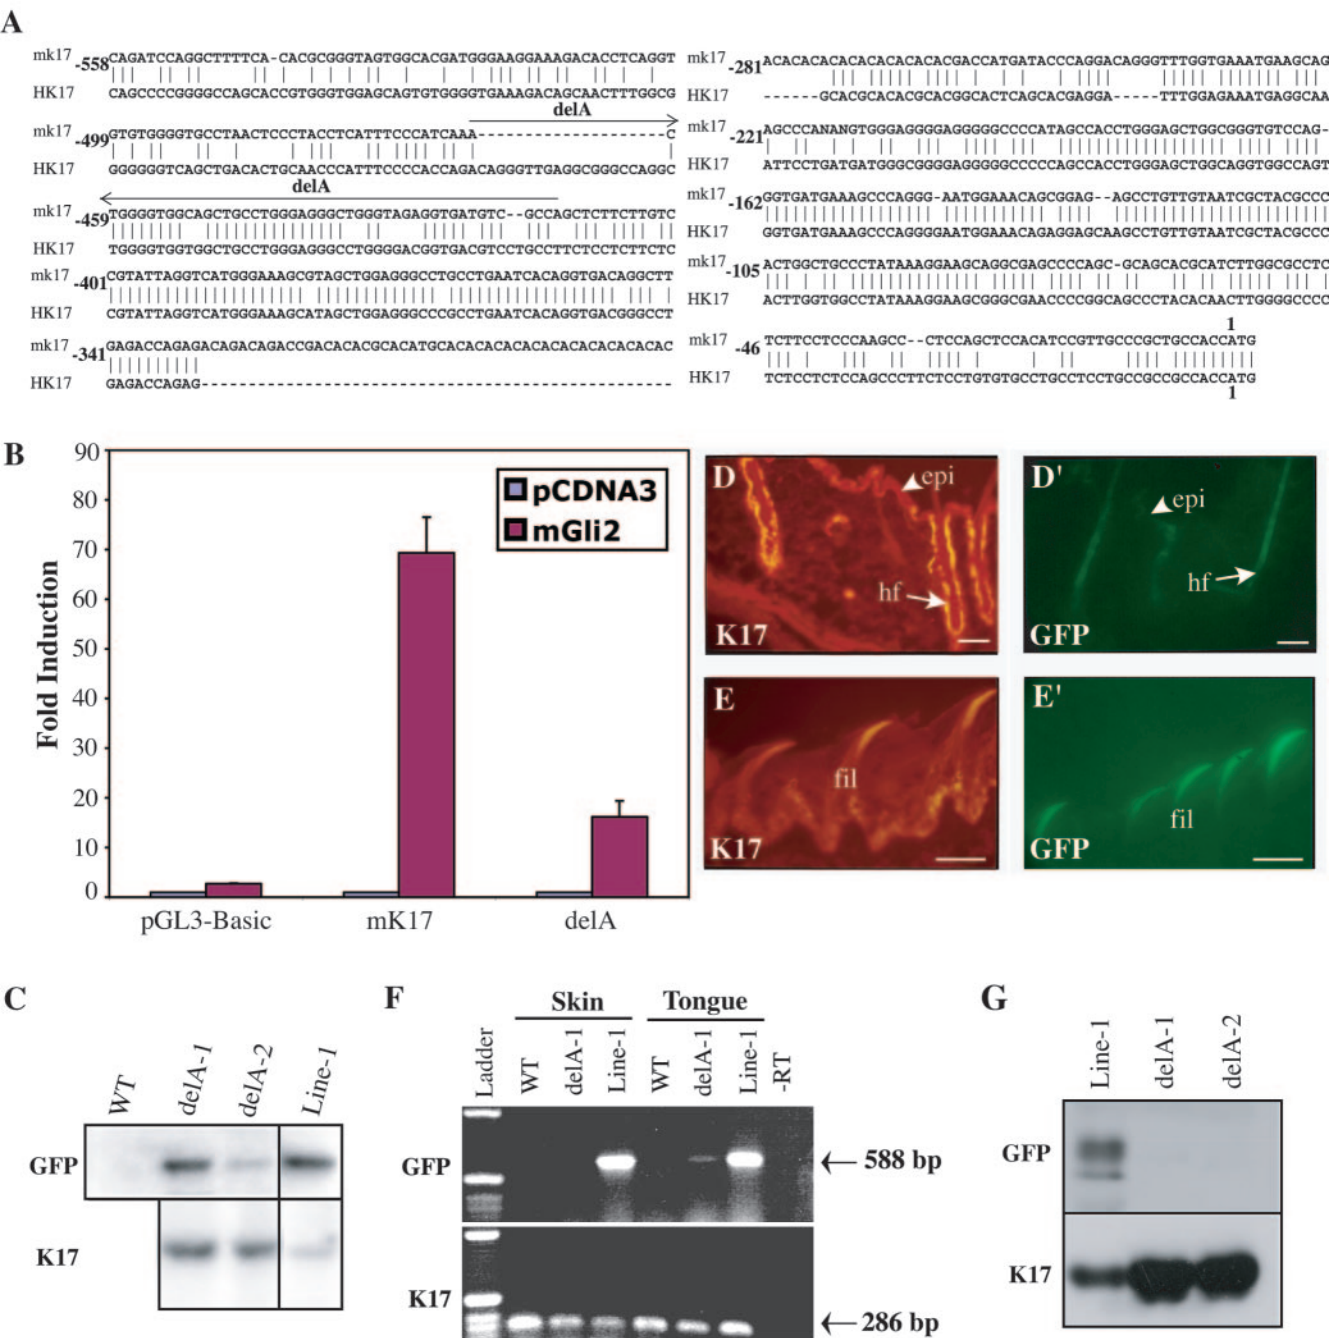 A
mk17 -558 CAGATCCAGGCTTTTCA-CACGCGGGTAGTGGCACGATGGGAAGGAAAGACACCTCAGGT
HK17 CAGCCCCGGGGCCAGCACCGTGGGTGGAGCAGTGTGGGGTGAAAGACAGCAACTTTGGCG
delA
mk17 -499 GTGTGGGGTGCCTAACTCCCTACCTCATTTCCCATCAAA--------------------C
HK17 GGGGGGTCAGCTGACACTGCAACCCATTTCCCCACCAGACAGGGTTGAGGCGGGCCAGGC
delA
mk17 -459 TGGGGTGGCAGCTGCCTGGGAGGGCTGGGTAGAGGTGATGTC--GCCAGCTCTTCTTGTC
HK17 TGGGGTGGTGGCTGCCTGGGAGGGCCTGGGGACGGTGACGTCCTGCCTTCTCCTCTTCTC
mk17 -401 CGTATTAGGTCATGGGAAAGCGTAGCTGGAGGGCCTGCCTGAATCACAGGTGACAGGCTT
HK17 CGTATTAGGTCATGGGAAAGCATAGCTGGAGGGCCCGCCTGAATCACAGGTGACGGGCCT
mk17 -341 GAGACCAGAGACAGACAGACCGACACACGCACATGCACACACACACACACACACACACAC
HK17 GAGACCAGAG--------------------------------------------------
mk17 -281 ACACACACACACACACACACACGACCATGATACCCAGGACAGGGTTTGGTGAAATGAAGCAG
HK17 ------GCACGCACACGCACGGCACTCAGCACGAGGA-----TTTGGAGAAATGAGGCAA
mk17 -221 AGCCCANANGTGGGAGGGGAGGGGGCCCCATAGCCACCTGGGAGCTGGCGGGTGTCCAG-
HK17 ATTCCTGATGATGGGCGGGGAGGGGGCCCCCAGCCACCTGGGAGCTGGCAGGTGGCCAGT
mk17 -162 GGTGATGAAAGCCCAGGG-AATGGAAACAGCGGAG--AGCCTGTTGTAATCGCTACGCCC
HK17 GGTGATGAAAGCCCAGGGGAATGGAAACAGAGGAGCAAGCCTGTTGTAATCGCTACGCCC
mk17 -105 ACTGGCTGCCCTATAAAGGAAGCAGGCGAGCCCCAGC-GCAGCACGCATCTTGGCGCCTC
HK17 ACTTGGTGGCCTATAAAGGAAGCGGGCGAACCCCGGCAGCCCTACACAACTTGGGGCCCC
1
mk17 -46 TCTTCCTCCCAAGCC--CTCCAGCTCCACATCCGTTGCCCGCTGCCACCATG
HK17 TCTCCTCTCCAGCCCTTCTCCTGTGTGCCTGCCTCCTGCCGCCGCCACCATG
1
B
Fold Induction
90
80
70
60
50
40
30
20
10
0
pCDNA3
mGli2
pGL3-Basic mK17 delA
D epi hf K17
D' epi hf GFP
E fil K17
E' fil GFP
C
WT delA-1 delA-2 Line-1
GFP
K17
F
Skin Tongue
Ladder WT delA-1 Line-1 WT delA-1 Line-1 -RT
GFP 588 bp
K17 286 bp
G
Line-1 delA-1 delA-2
GFP
K17